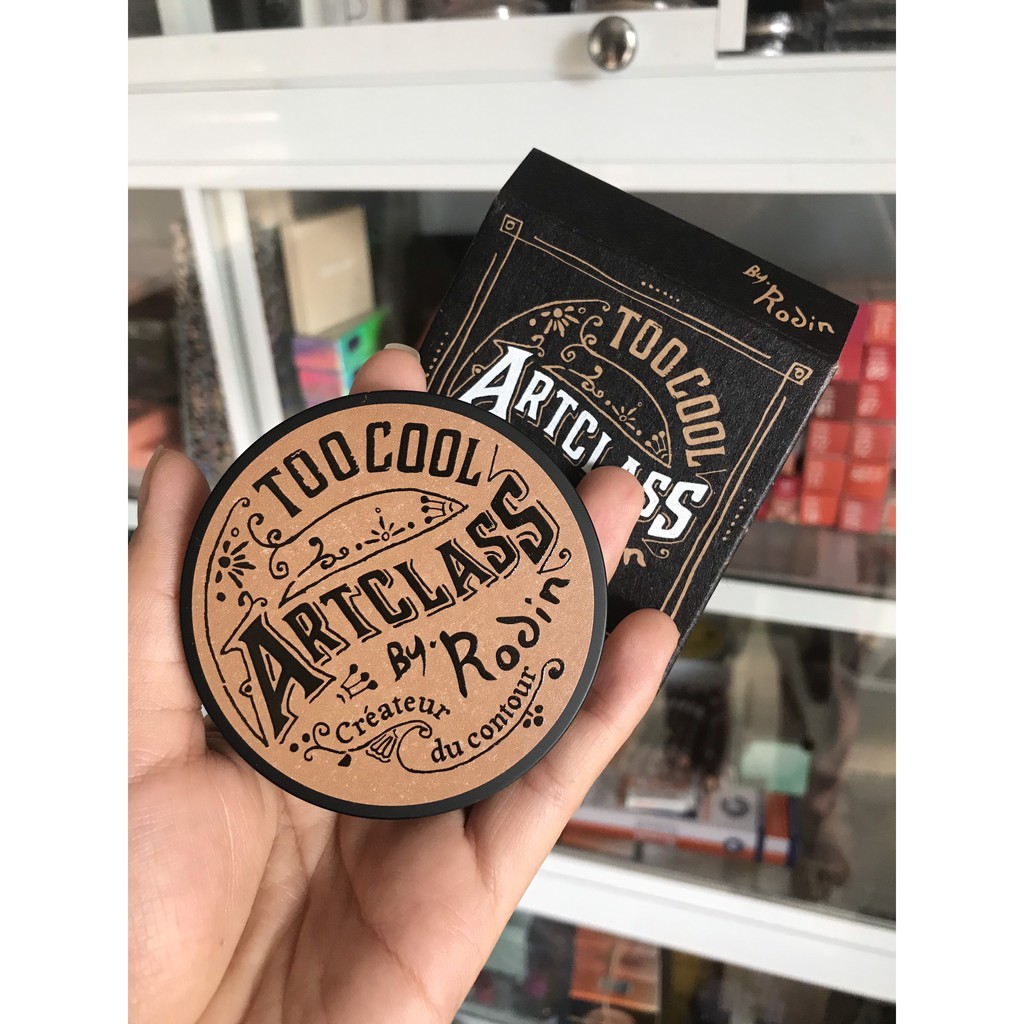 TOO COOL
ARTCLASS
By. Rodin
Créateur
du contour
By. Rodin
TOO COOL
ARTCLASS